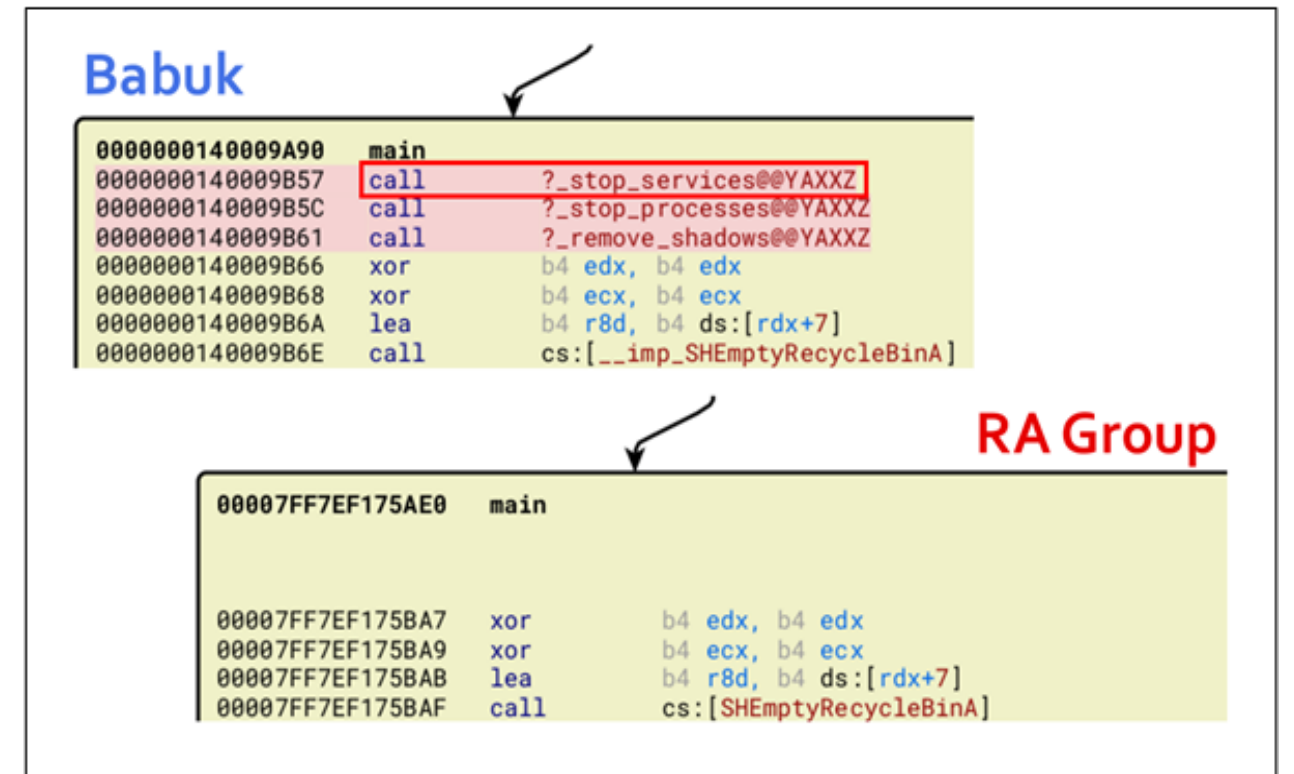 Babuk
0000000140009A90 main
0000000140009B57 call ?_stop_services@@YAXXZ
0000000140009B5C call ?_stop_processes@@YAXXZ
0000000140009B61 call ?_remove_shadows@@YAXXZ
0000000140009B66 xor b4 edx, b4 edx
0000000140009B68 xor b4 ecx, b4 ecx
0000000140009B6A lea b4 r8d, b4 ds:[rdx+7]
0000000140009B6E call cs:[__imp_SHEmptyRecycleBinA]
RA Group
00007FF7EF175AE0 main
00007FF7EF175BA7 xor b4 edx, b4 edx
00007FF7EF175BA9 xor b4 ecx, b4 ecx
00007FF7EF175BAB lea b4 r8d, b4 ds:[rdx+7]
00007FF7EF175BAF call cs:[SHEmptyRecycleBinA]